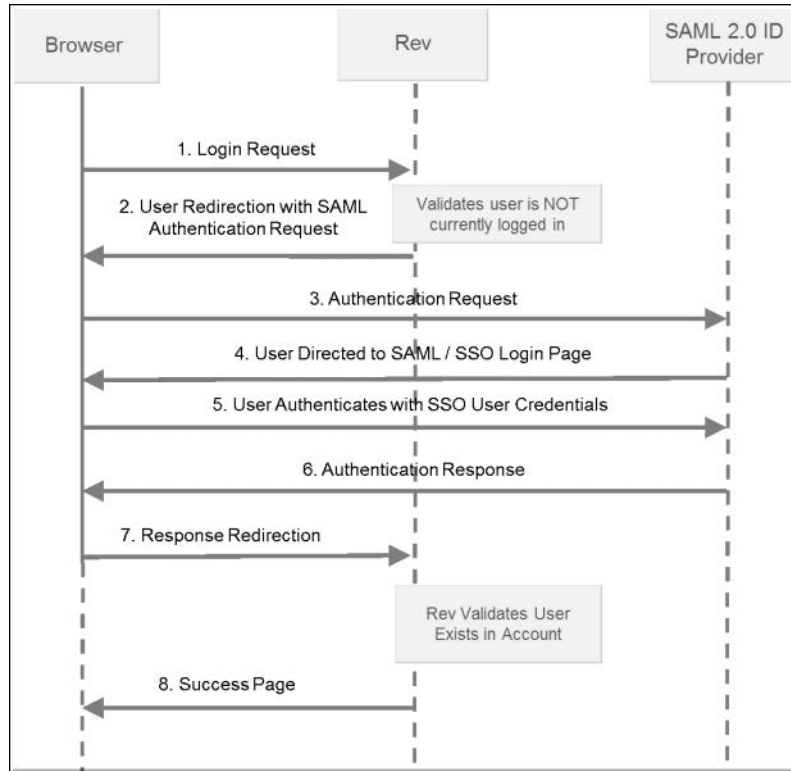 Browser
Rev
SAML 2.0 ID
Provider
1. Login Request
2. User Redirection with SAML
Authentication Request
Validates user is NOT
currently logged in
3. Authentication Request
4. User Directed to SAML / SSO Login Page
5. User Authenticates with SSO User Credentials
6. Authentication Response
7. Response Redirection
Rev Validates User
Exists in Account
8. Success Page